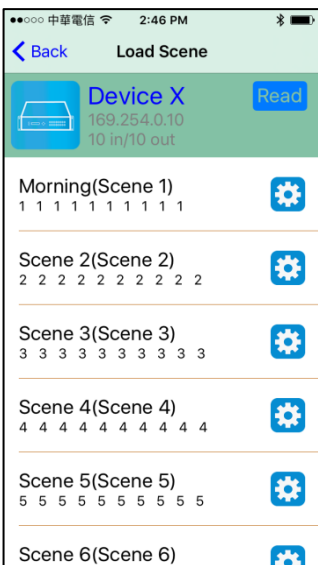 中華電信 2:46 PM
Back Load Scene
Device X Read
169.254.0.10
10 in/10 out
Morning(Scene 1)
1 1 1 1 1 1 1 1 1 1
Scene 2(Scene 2)
2 2 2 2 2 2 2 2 2 2
Scene 3(Scene 3)
3 3 3 3 3 3 3 3 3 3
Scene 4(Scene 4)
4 4 4 4 4 4 4 4 4 4
Scene 5(Scene 5)
5 5 5 5 5 5 5 5 5 5
Scene 6(Scene 6)